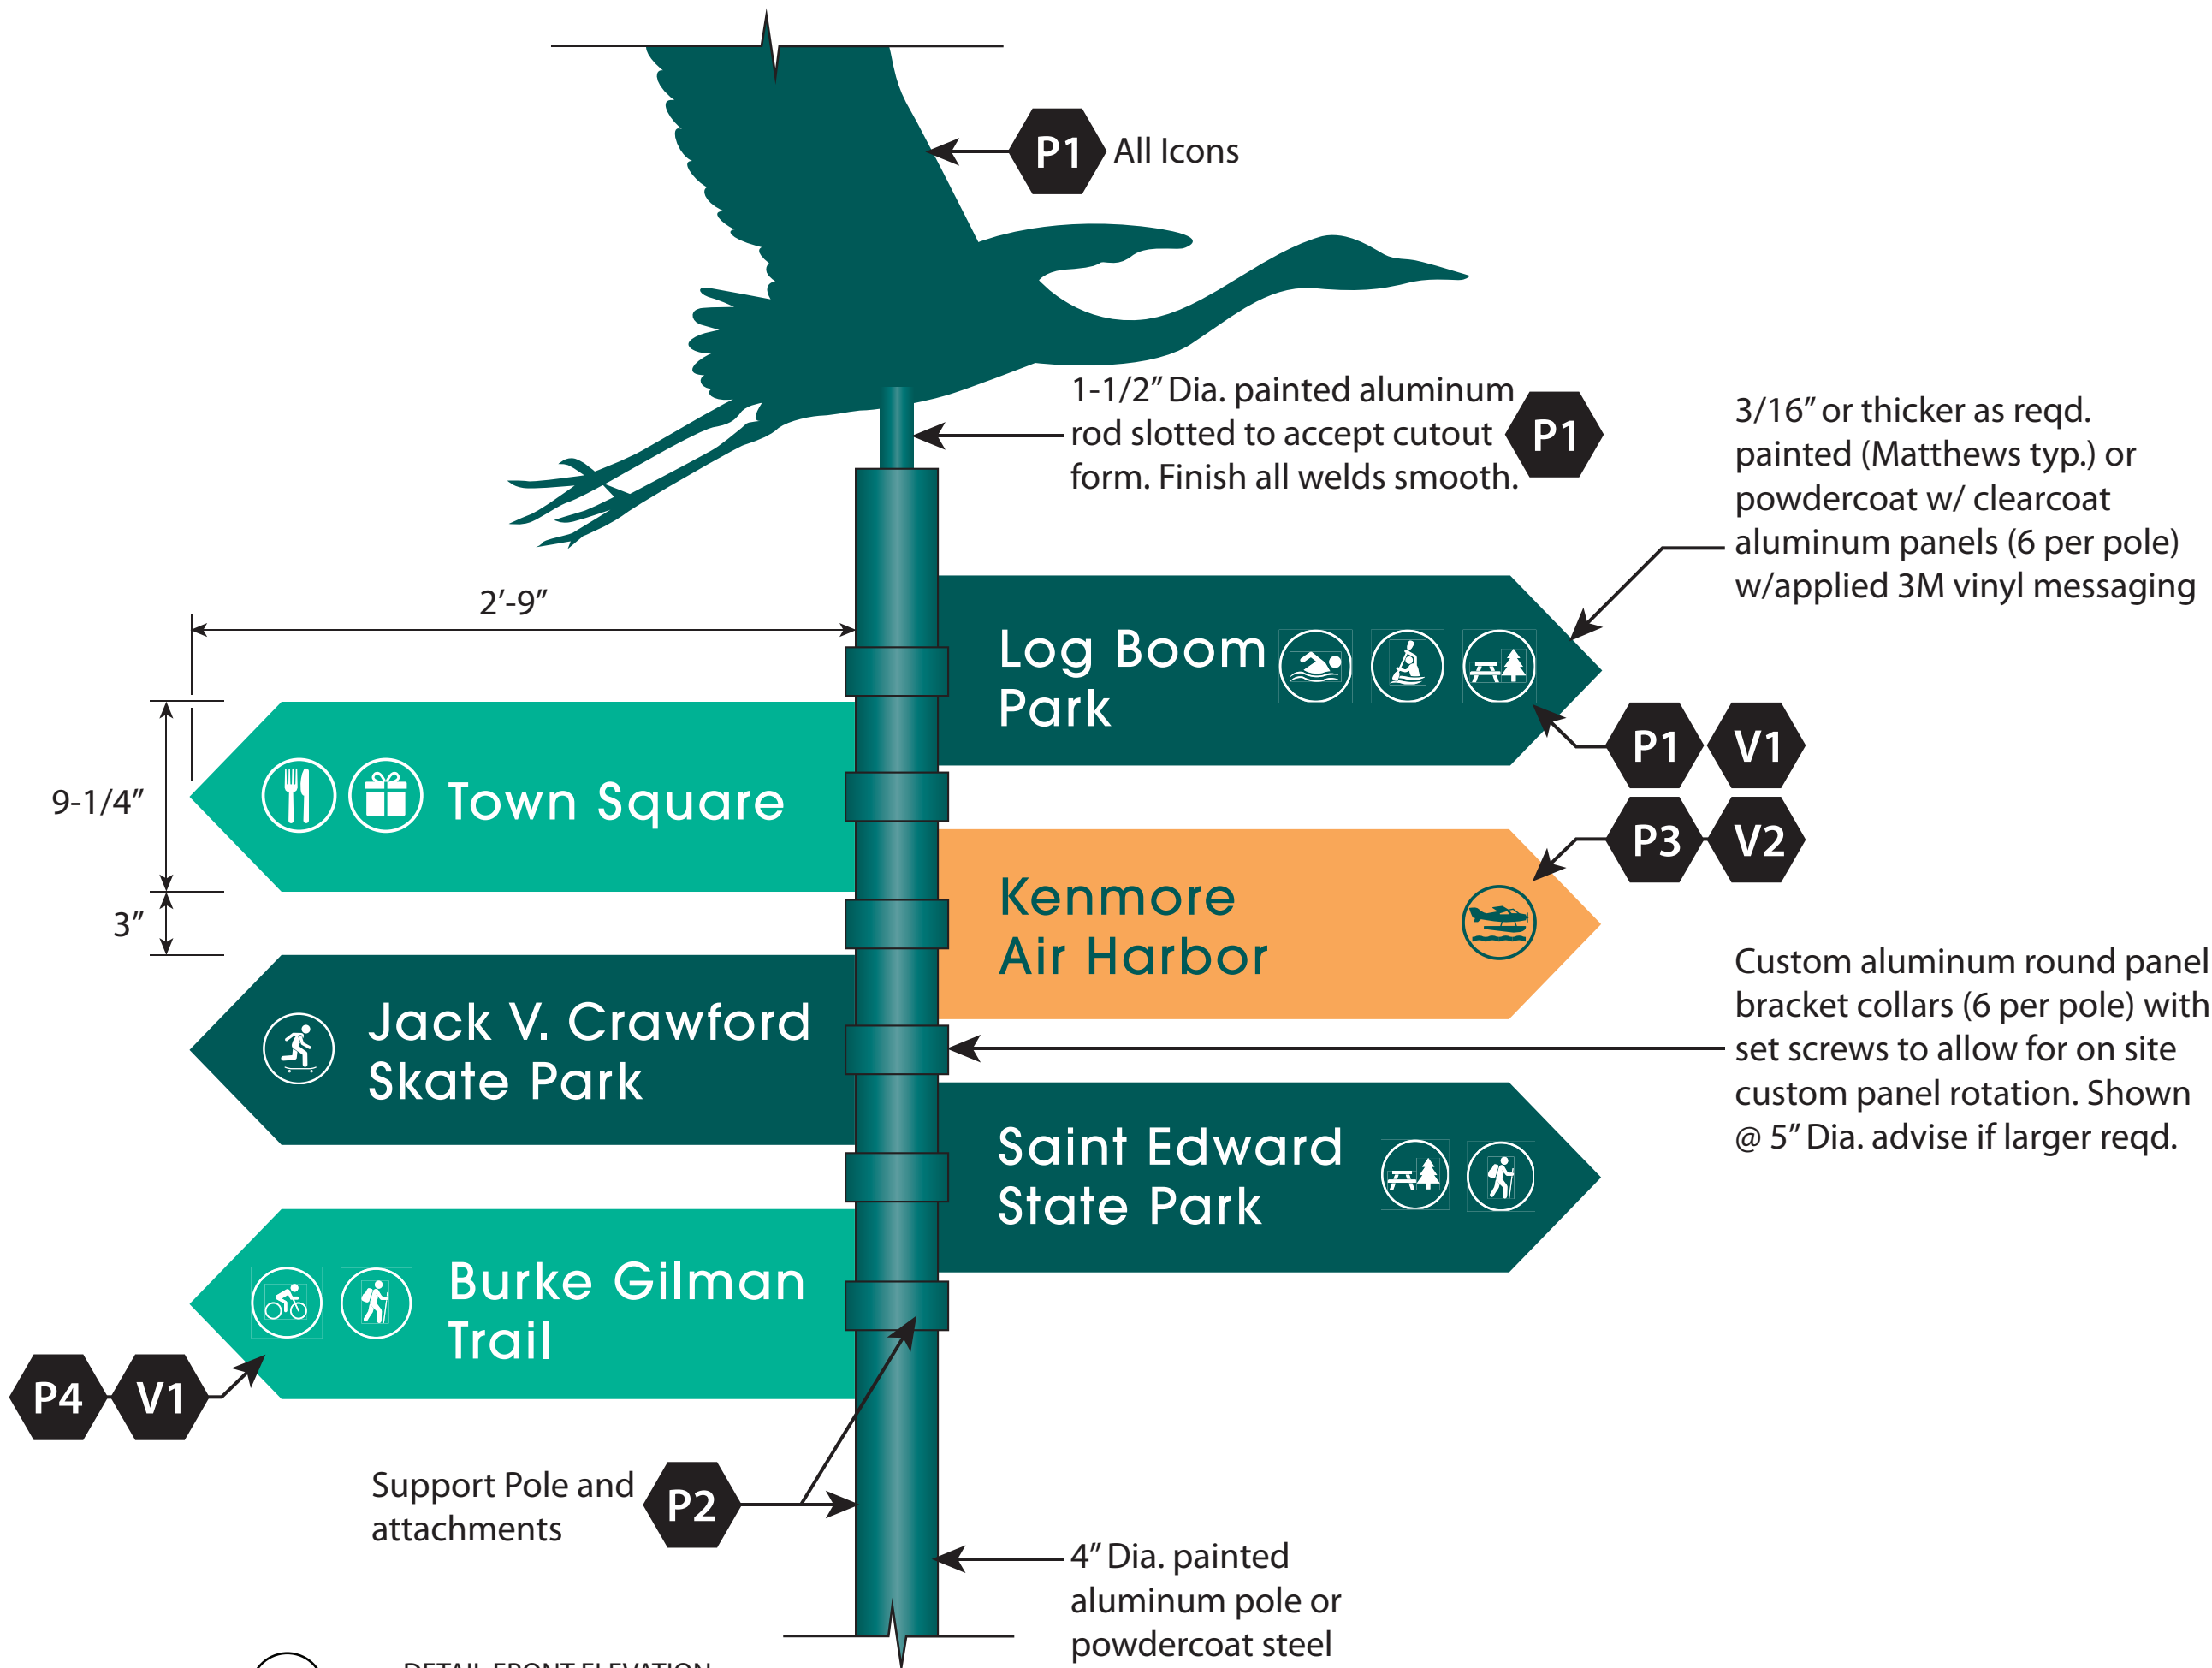 P1 All Icons
1-1/2” Dia. painted aluminum
rod slotted to accept cutout
form. Finish all welds smooth.
P1
3/16” or thicker as reqd.
painted (Matthews typ.) or
powdercoat w/ clearcoat
aluminum panels (6 per pole)
w/applied 3M vinyl messaging
2’-9”
Log Boom
Park
P1 V1
9-1/4”
Town Square
P3 V2
3”
Kenmore
Air Harbor
Custom aluminum round panel
bracket collars (6 per pole) with
set screws to allow for on site
custom panel rotation. Shown
@ 5” Dia. advise if larger reqd.
Jack V. Crawford
Skate Park
Saint Edward
State Park
Burke Gilman
Trail
P4 V1
Support Pole and
attachments
P2
4” Dia. painted
aluminum pole or
powdercoat steel
DETAIL FRONT ELEVATION